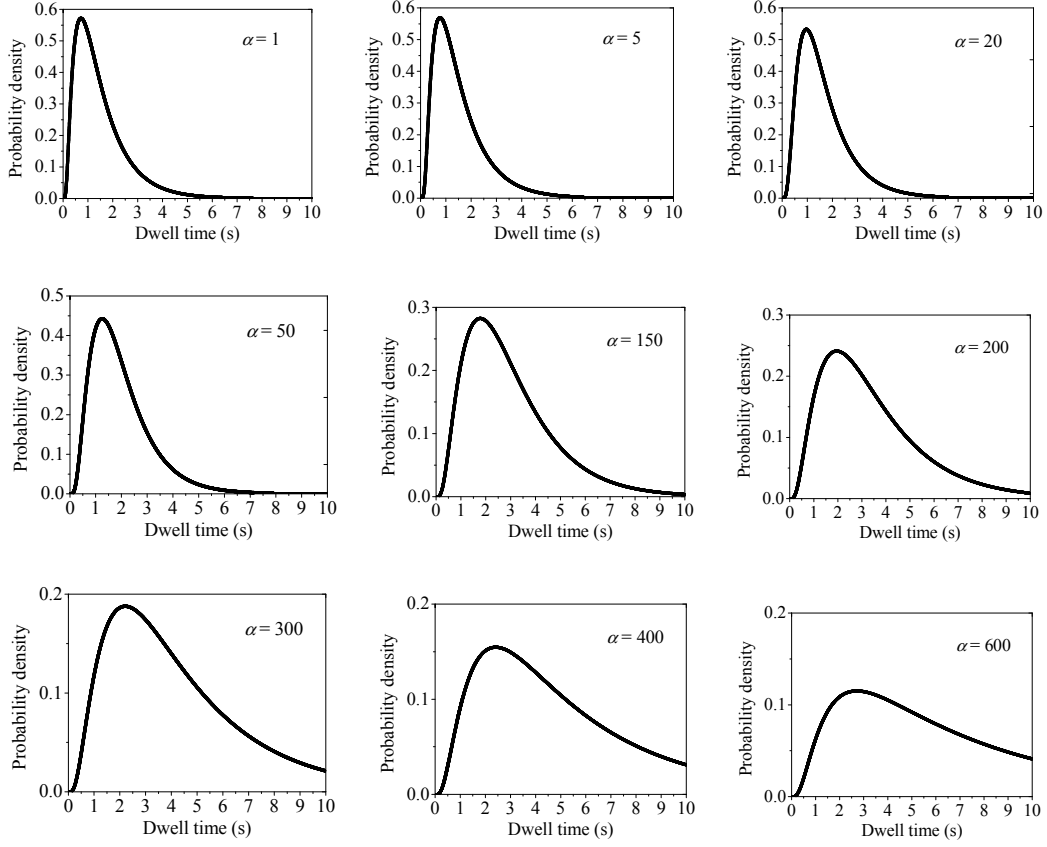 0.6
0.5
0.4
0.3
0.2
0.1
0.0
Probability density
α = 1
0 1 2 3 4 5 6 7 8 9 10
Dwell time (s)
0.6
0.5
0.4
0.3
0.2
0.1
0.0
Probability density
α = 5
0 1 2 3 4 5 6 7 8 9 10
Dwell time (s)
0.6
0.5
0.4
0.3
0.2
0.1
0.0
Probability density
α = 20
0 1 2 3 4 5 6 7 8 9 10
Dwell time (s)
0.5
0.4
0.3
0.2
0.1
0.0
Probability density
α = 50
0 1 2 3 4 5 6 7 8 9 10
Dwell time (s)
0.3
0.2
0.1
0.0
Probability density
α = 150
0 1 2 3 4 5 6 7 8 9 10
Dwell time (s)
0.3
0.2
0.1
0.0
Probability density
α = 200
0 1 2 3 4 5 6 7 8 9 10
Dwell time (s)
0.2
0.1
0.0
Probability density
α = 300
0 1 2 3 4 5 6 7 8 9 10
Dwell time (s)
0.2
0.1
0.0
Probability density
α = 400
0 1 2 3 4 5 6 7 8 9 10
Dwell time (s)
0.2
0.1
0.0
Probability density
α = 600
0 1 2 3 4 5 6 7 8 9 10
Dwell time (s)